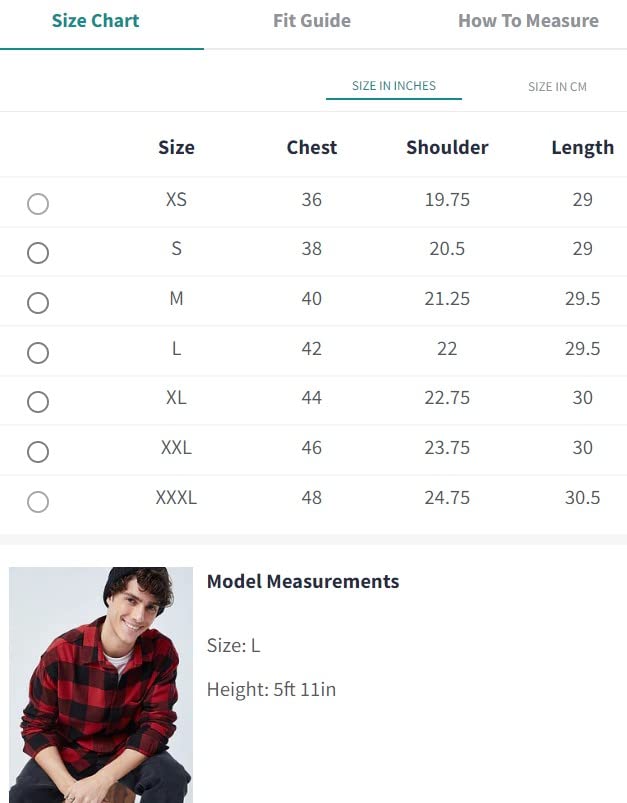 Size Chart Fit Guide How To Measure
SIZE IN INCHES SIZE IN CM
Size Chest Shoulder Length
XS 36 19.75 29
S 38 20.5 29
M 40 21.25 29.5
L 42 22 29.5
XL 44 22.75 30
XXL 46 23.75 30
XXXL 48 24.75 30.5
Model Measurements
Size: L
Height: 5ft 11in